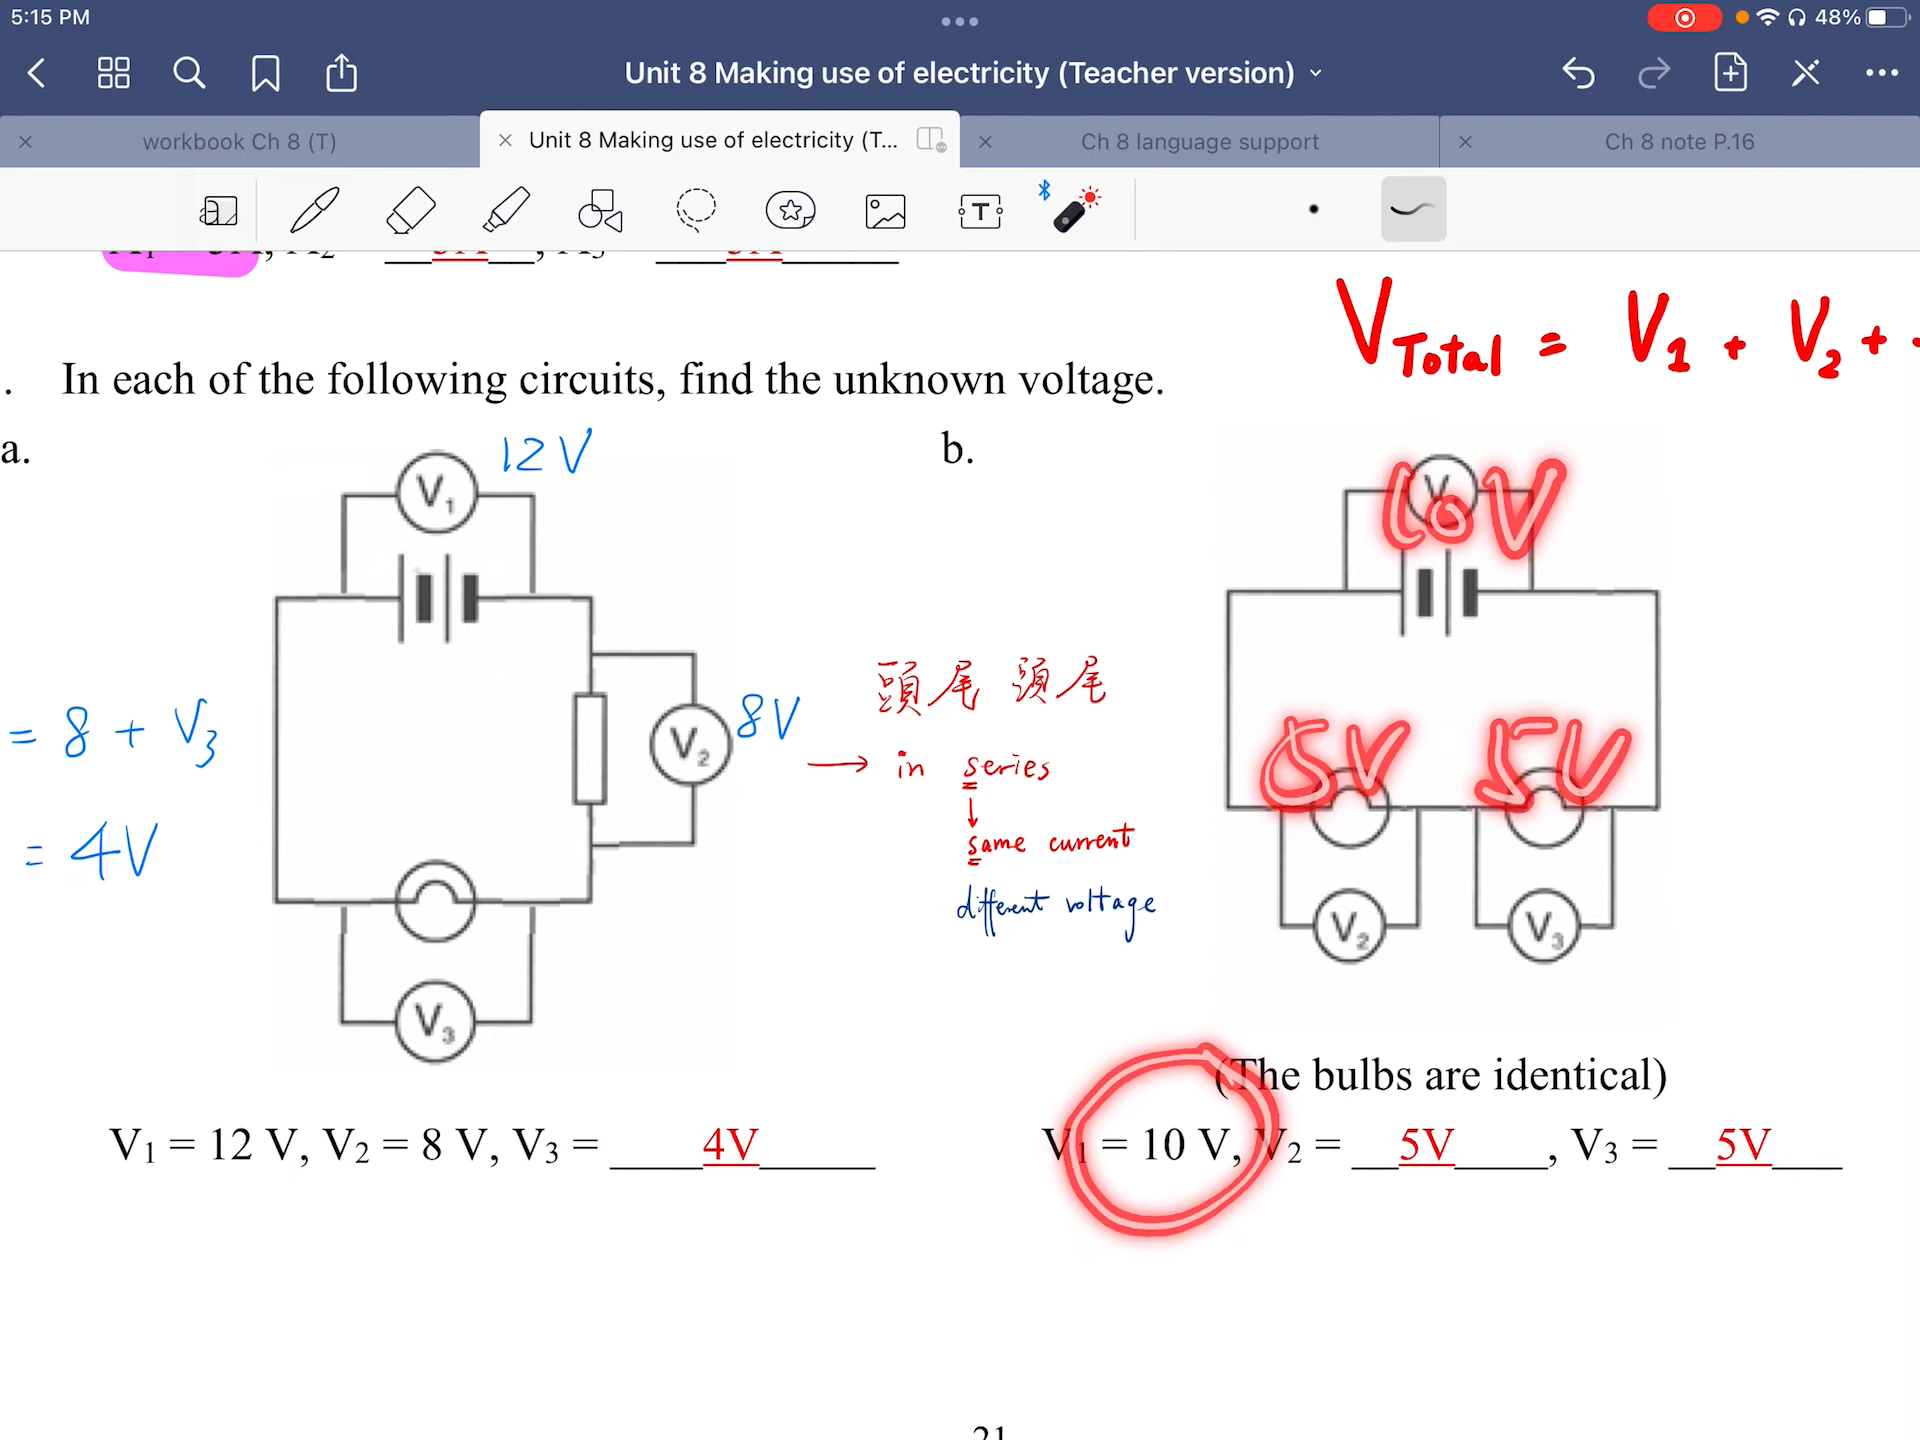 5:15 PM
48%
Unit 8 Making use of electricity (Teacher version)
workbook Ch 8 (T)
Unit 8 Making use of electricity (T...
Ch 8 language support
Ch 8 note P.16
V Total = V1 + V2 +
. In each of the following circuits, find the unknown voltage.
a.
12V
V1
8V
V2
V3
= 8 + V3
= 4V
頭尾 頭尾
→ in series
↓
same current
different voltage
b.
10V
V
5V
5V
V2
V3
(The bulbs are identical)
V1 = 12 V, V2 = 8 V, V3 = 4V
V1 = 10 V, V2 = 5V, V3 = 5V
21